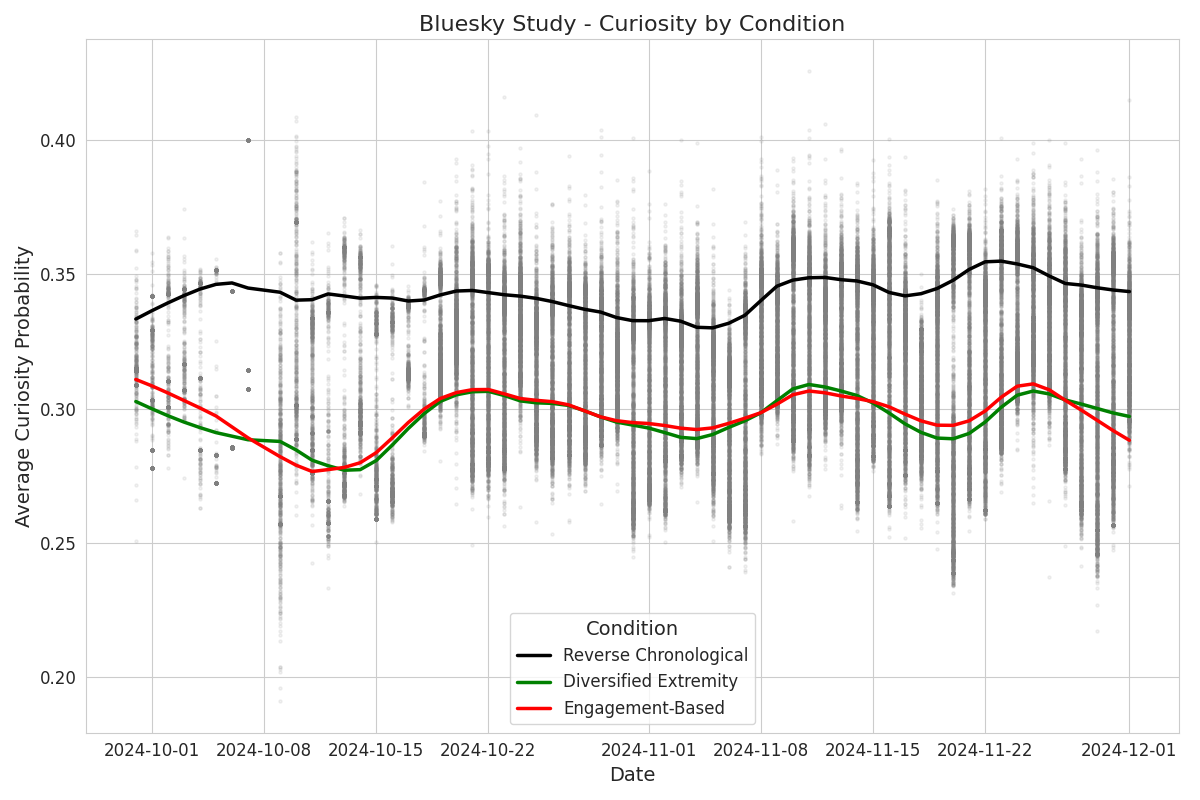 Bluesky Study - Curiosity by Condition
Average Curiosity Probability
0.40
0.35
0.30
0.25
0.20
Condition
Reverse Chronological
Diversified Extremity
Engagement-Based
2024-10-01 2024-10-08 2024-10-15 2024-10-22 2024-11-01 2024-11-08 2024-11-15 2024-11-22 2024-12-01
Date